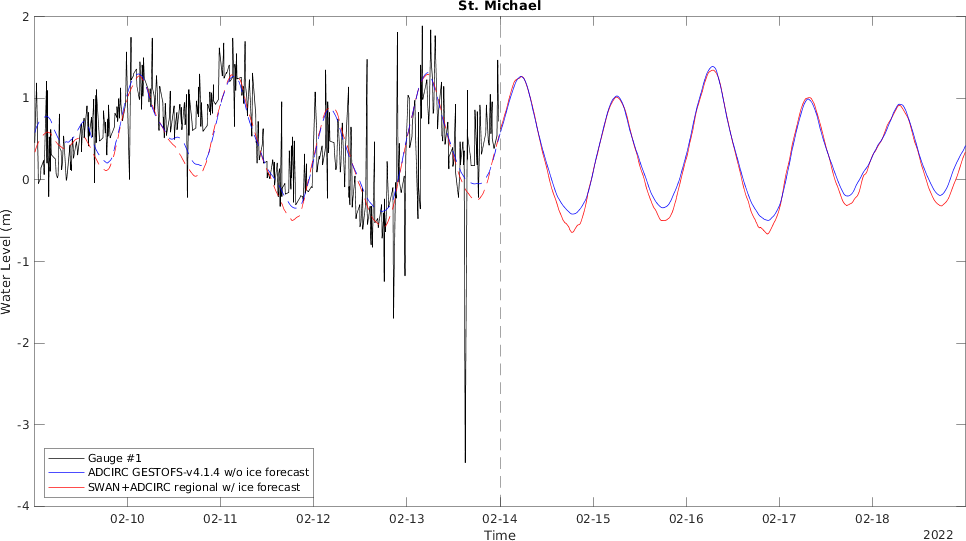 St. Michael
2
1
0
-1
-2
-3
-4
Water Level (m)
Gauge #1
ADCIRC GESTOFS-v4.1.4 w/o ice forecast
SWAN+ADCIRC regional w/ ice forecast
02-10
02-11
02-12
02-13
02-14
02-15
02-16
02-17
02-18
Time
2022